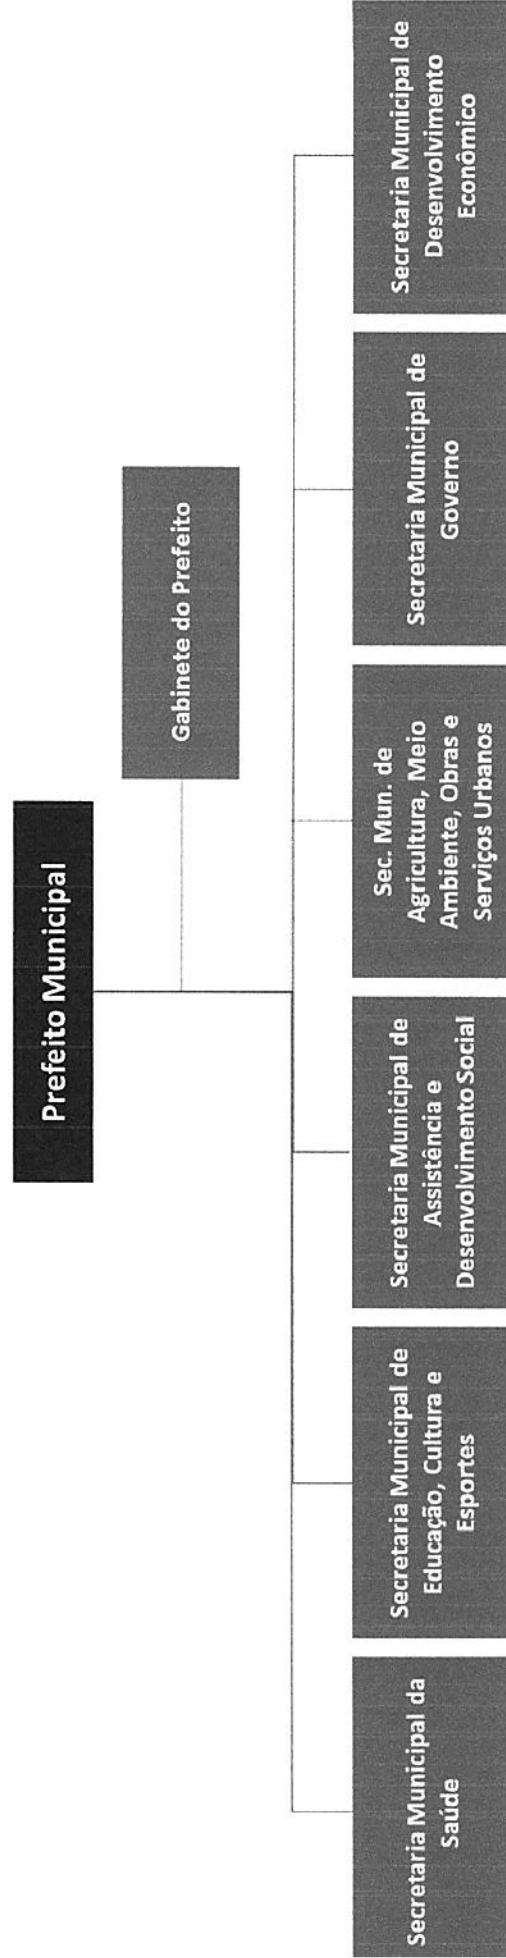 Prefeito Municipal
Gabinete do Prefeito
Secretaria Municipal da
Saúde
Secretaria Municipal de
Educação, Cultura e
Esportes
Secretaria Municipal de
Assistência e
Desenvolvimento Social
Sec. Mun. de
Agricultura, Meio
Ambiente, Obras e
Serviços Urbanos
Secretaria Municipal de
Governo
Secretaria Municipal de
Desenvolvimento
Econômico